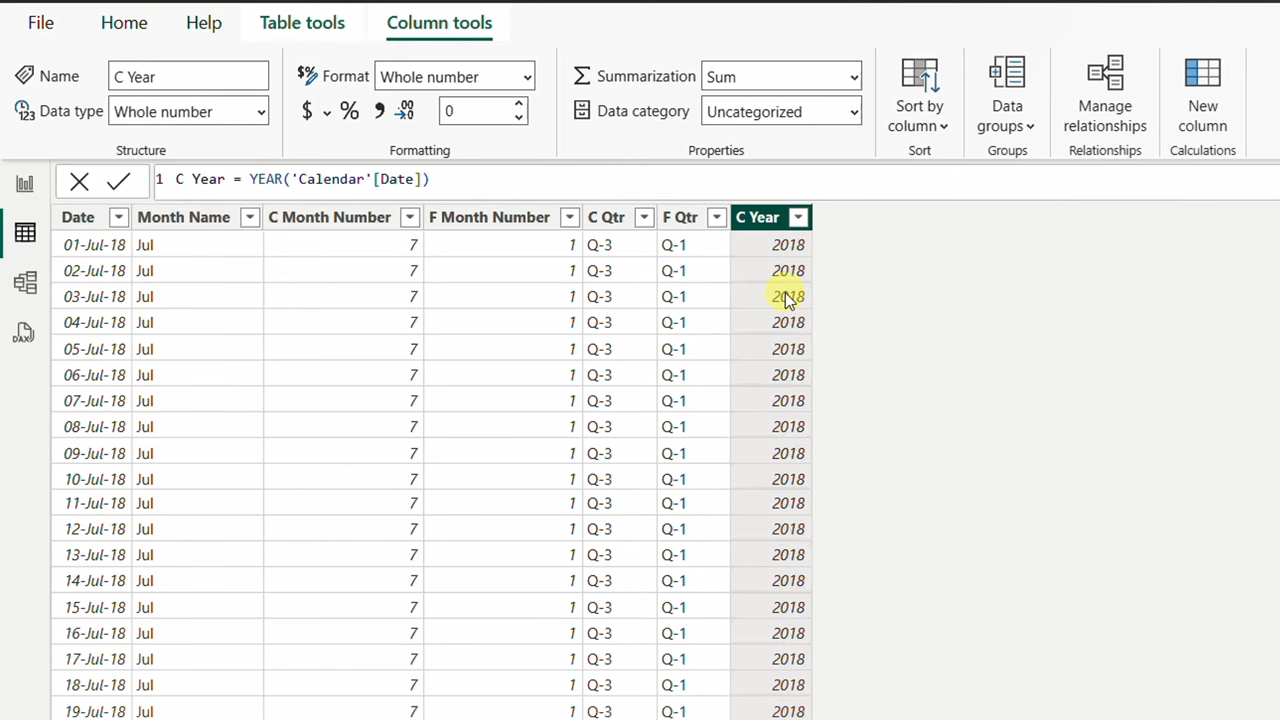 File Home Help Table tools Column tools
Name C Year $% Format Whole number Σ Summarization Sum Sort by column Data groups Manage relationships New column
123 Data type Whole number $ % 9 .00 0 Data category Uncategorized
Structure Formatting Properties Sort Groups Relationships Calculations
1 C Year = YEAR('Calendar'[Date])
DAX
Date Month Name C Month Number F Month Number C Qtr F Qtr C Year
01-Jul-18 Jul 7 1 Q-3 Q-1 2018
02-Jul-18 Jul 7 1 Q-3 Q-1 2018
03-Jul-18 Jul 7 1 Q-3 Q-1 2018
04-Jul-18 Jul 7 1 Q-3 Q-1 2018
05-Jul-18 Jul 7 1 Q-3 Q-1 2018
06-Jul-18 Jul 7 1 Q-3 Q-1 2018
07-Jul-18 Jul 7 1 Q-3 Q-1 2018
08-Jul-18 Jul 7 1 Q-3 Q-1 2018
09-Jul-18 Jul 7 1 Q-3 Q-1 2018
10-Jul-18 Jul 7 1 Q-3 Q-1 2018
11-Jul-18 Jul 7 1 Q-3 Q-1 2018
12-Jul-18 Jul 7 1 Q-3 Q-1 2018
13-Jul-18 Jul 7 1 Q-3 Q-1 2018
14-Jul-18 Jul 7 1 Q-3 Q-1 2018
15-Jul-18 Jul 7 1 Q-3 Q-1 2018
16-Jul-18 Jul 7 1 Q-3 Q-1 2018
17-Jul-18 Jul 7 1 Q-3 Q-1 2018
18-Jul-18 Jul 7 1 Q-3 Q-1 2018
19-Jul-18 Jul 7 1 Q-3 Q-1 2018